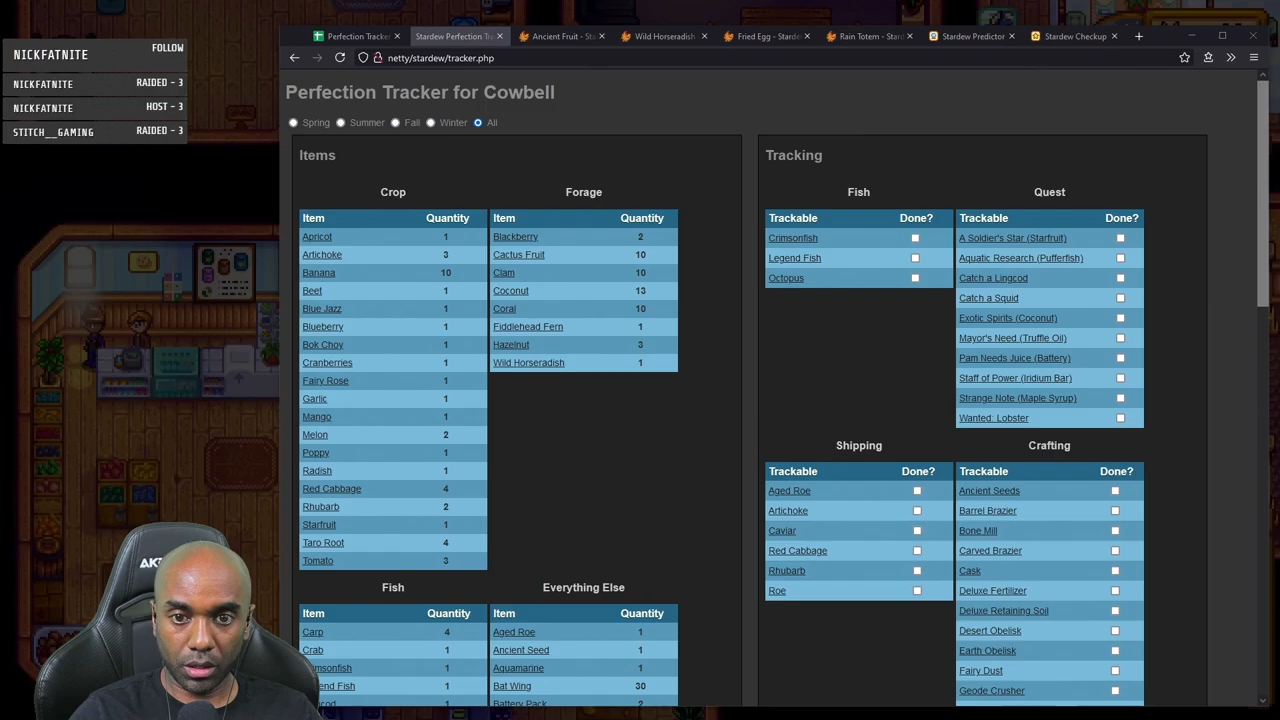 NICKFATNITE FOLLOW
NICKFATNITE RAIDED - 3
NICKFATNITE HOST - 3
STITCH__GAMING RAIDED - 3
Perfection Tracker
Stardew Perfection Tra
Ancient Fruit - Sta
Wild Horseradish
Fried Egg - Stardew
Rain Totem - Stard
Stardew Predictor
Stardew Checkup
netty/stardew/tracker.php
Perfection Tracker for Cowbell
Spring Summer Fall Winter All
Items
Crop
Item Quantity
Apricot 1
Artichoke 3
Banana 10
Beet 1
Blue Jazz 1
Blueberry 1
Bok Choy 1
Cranberries 1
Fairy Rose 1
Garlic 1
Mango 1
Melon 2
Poppy 1
Radish 1
Red Cabbage 4
Rhubarb 2
Starfruit 1
Taro Root 4
Tomato 3
Forage
Item Quantity
Blackberry 2
Cactus Fruit 10
Clam 10
Coconut 13
Coral 10
Fiddlehead Fern 1
Hazelnut 3
Wild Horseradish 1
Fish
Item Quantity
Carp 4
Crab 1
imsonfish 1
end Fish 1
1
Everything Else
Item Quantity
Aged Roe 1
Ancient Seed 1
Aquamarine 1
Bat Wing 30
Battery Pack 2
Tracking
Fish
Trackable Done?
Crimsonfish
Legend Fish
Octopus
Quest
Trackable Done?
A Soldier's Star (Starfruit)
Aquatic Research (Pufferfish)
Catch a Lingcod
Catch a Squid
Exotic Spirits (Coconut)
Mayor's Need (Truffle Oil)
Pam Needs Juice (Battery)
Staff of Power (Iridium Bar)
Strange Note (Maple Syrup)
Wanted: Lobster
Shipping
Trackable Done?
Aged Roe
Artichoke
Caviar
Red Cabbage
Rhubarb
Roe
Crafting
Trackable Done?
Ancient Seeds
Barrel Brazier
Bone Mill
Carved Brazier
Cask
Deluxe Fertilizer
Deluxe Retaining Soil
Desert Obelisk
Earth Obelisk
Fairy Dust
Geode Crusher